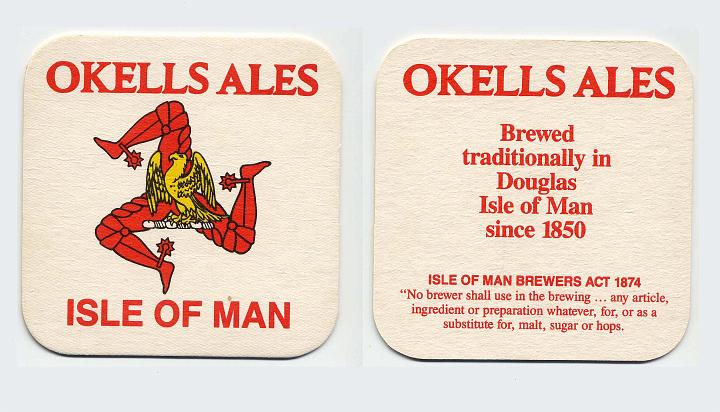 OKELLS ALES
ISLE OF MAN
OKELLS ALES
Brewed
traditionally in
Douglas
Isle of Man
since 1850
ISLE OF MAN BREWERS ACT 1874
“No brewer shall use in the brewing ... any article,
ingredient or preparation whatever, for, or as a
substitute for, malt, sugar or hops.